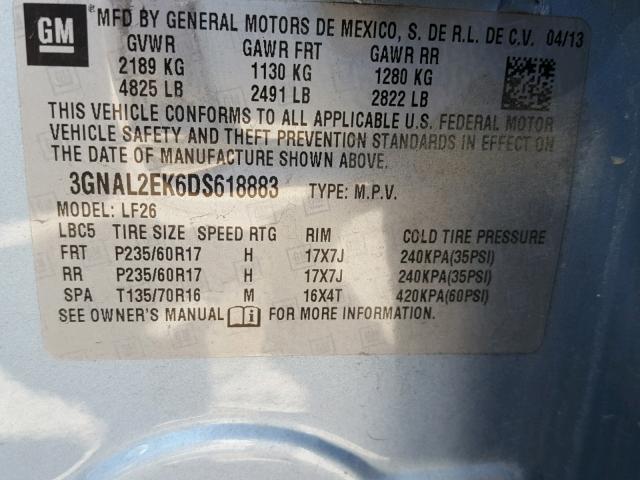 GM MFD BY GENERAL MOTORS DE MEXICO, S. DE R.L. DE C.V. 04/13
GVWR GAWR FRT GAWR RR
2189 KG 1130 KG 1280 KG
4825 LB 2491 LB 2822 LB
THIS VEHICLE CONFORMS TO ALL APPLICABLE U.S. FEDERAL MOTOR
VEHICLE SAFETY AND THEFT PREVENTION STANDARDS IN EFFECT ON
THE DATE OF MANUFACTURE SHOWN ABOVE.
3GNAL2EK6DS618883 TYPE: M.P.V.
MODEL: LF26
LBC5 TIRE SIZE SPEED RTG RIM COLD TIRE PRESSURE
FRT P235/60R17 H 17X7J 240KPA(35PSI)
RR P235/60R17 H 17X7J 240KPA(35PSI)
SPA T135/70R16 M 16X4T 420KPA(60PSI)
SEE OWNER'S MANUAL FOR MORE INFORMATION.